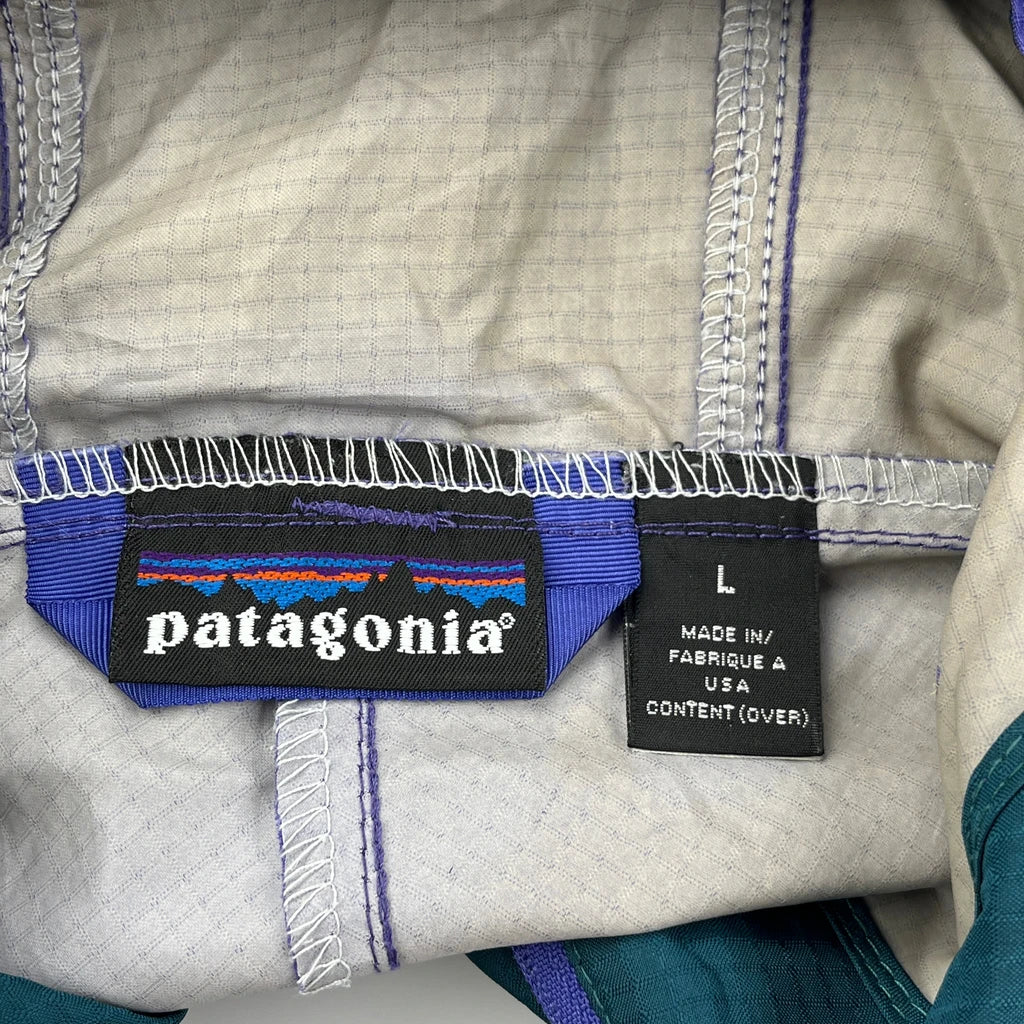 patagonia®
L
MADE IN/
FABRIQUE A
USA
CONTENT (OVER)